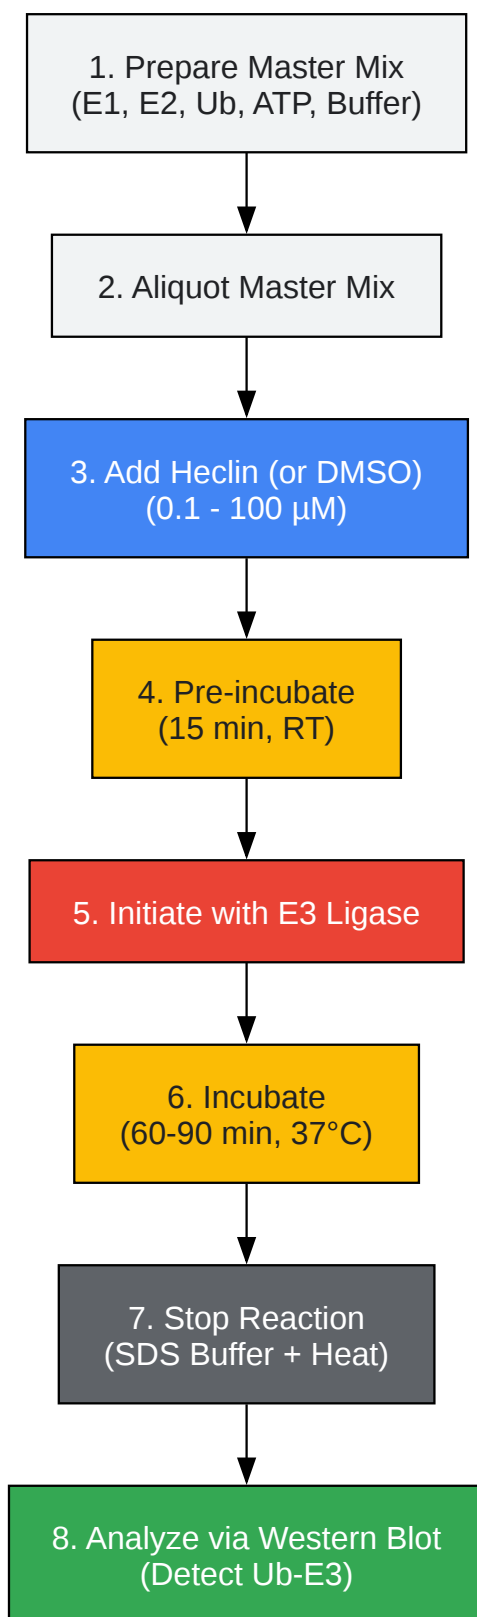 1. Prepare Master Mix
(E1, E2, Ub, ATP, Buffer)
2. Aliquot Master Mix
3. Add Heclin (or DMSO)
(0.1 - 100 µM)
4. Pre-incubate
(15 min, RT)
5. Initiate with E3 Ligase
6. Incubate
(60-90 min, 37°C)
7. Stop Reaction
(SDS Buffer + Heat)
8. Analyze via Western Blot
(Detect Ub-E3)